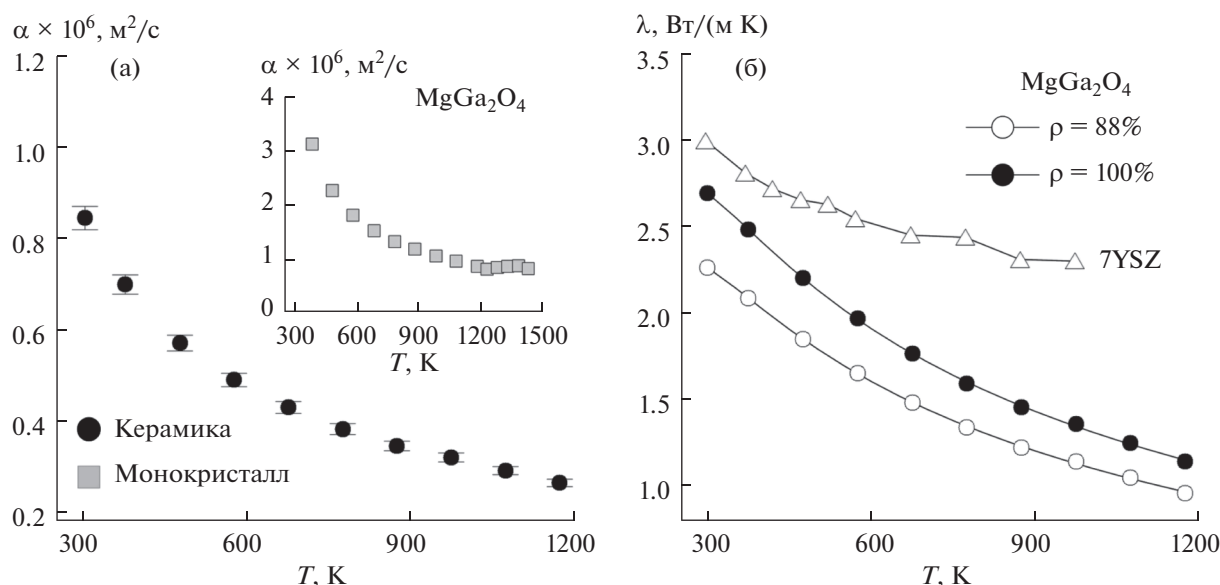 α × 10⁶, м²/с
(а)
1.2
1.0
0.8
0.6
0.4
0.2
300 600 900 1200
T, K
Керамика
Монокристалл
α × 10⁶, м²/с
MgGa₂O₄
4
3
2
1
0
300 600 900 1200 1500
T, K
λ, Вт/(м К)
(б)
3.5
3.0
2.5
2.0
1.5
1.0
300 600 900 1200
T, K
MgGa₂O₄
ρ = 88%
ρ = 100%
7YSZ